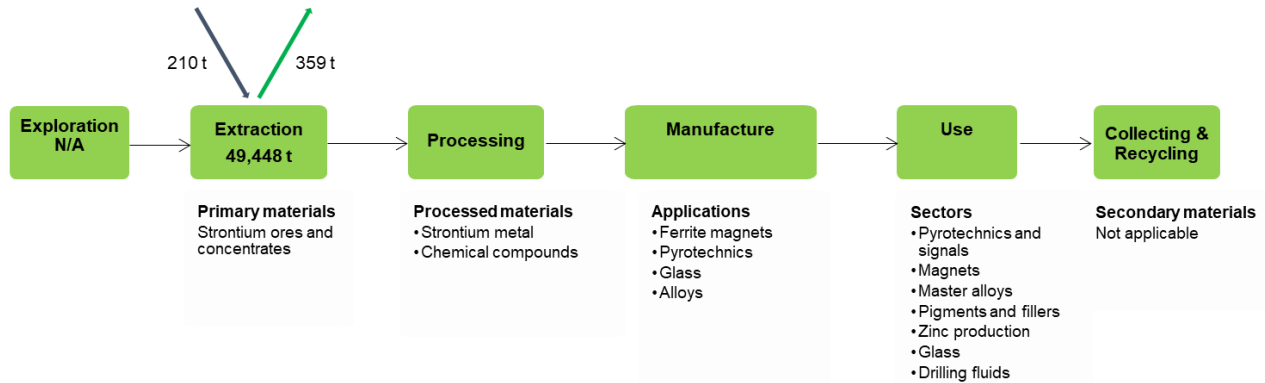 210 t
359 t
Exploration
N/A
Extraction
49,448 t
Processing
Manufacture
Use
Collecting &
Recycling
Primary materials
Strontium ores and
concentrates
Processed materials
•Strontium metal
•Chemical compounds
Applications
•Ferrite magnets
•Pyrotechnics
•Glass
•Alloys
Sectors
•Pyrotechnics and
signals
•Magnets
•Master alloys
•Pigments and fillers
•Zinc production
•Glass
•Drilling fluids
Secondary materials
Not applicable